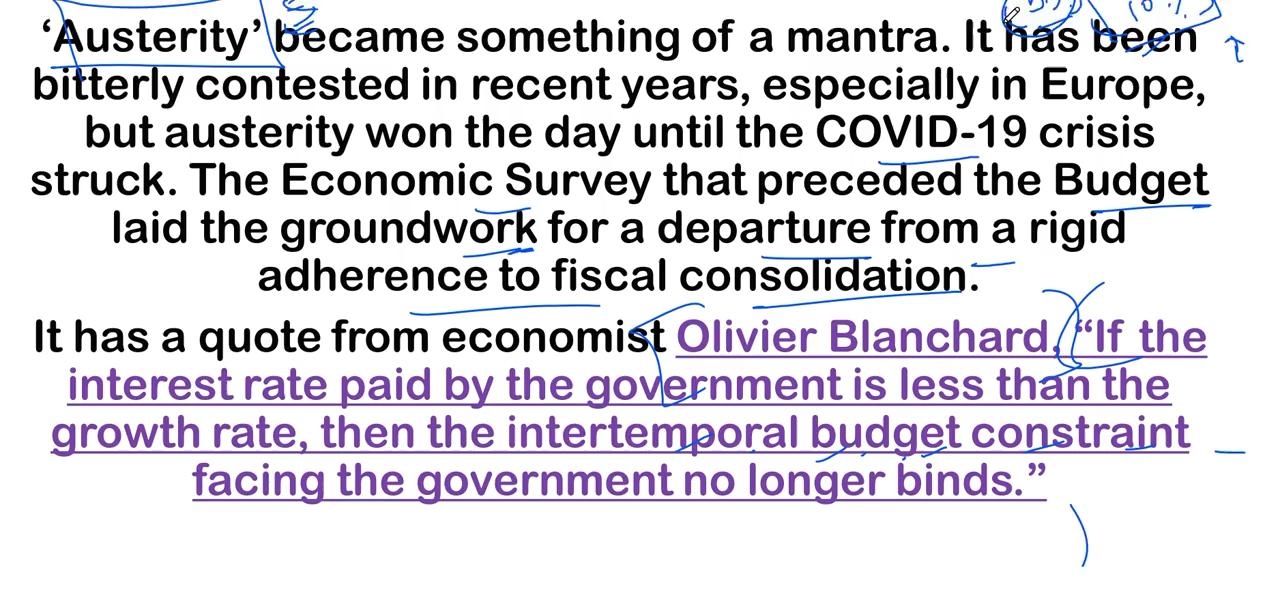 ‘Austerity’ became something of a mantra. It has been
bitterly contested in recent years, especially in Europe,
but austerity won the day until the COVID-19 crisis
struck. The Economic Survey that preceded the Budget
laid the groundwork for a departure from a rigid
adherence to fiscal consolidation.
It has a quote from economist Olivier Blanchard, “If the
interest rate paid by the government is less than the
growth rate, then the intertemporal budget constraint
facing the government no longer binds.”